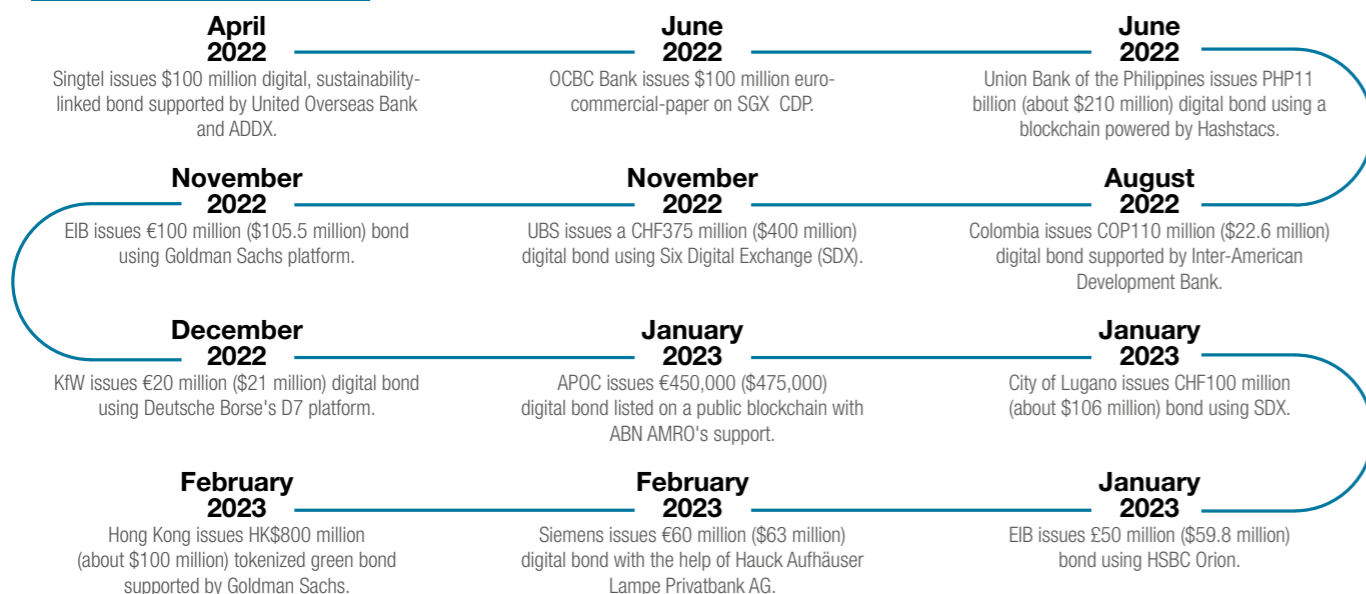 April
2022
Singtel issues $100 million digital, sustainability-
linked bond supported by United Overseas Bank
and ADDX.
June
2022
OCBC Bank issues $100 million euro-
commercial-paper on SGX CDP.
June
2022
Union Bank of the Philippines issues PHP11
billion (about $210 million) digital bond using a
blockchain powered by Hashstacs.
August
2022
Colombia issues COP110 million ($22.6 million)
digital bond supported by Inter-American
Development Bank.
November
2022
UBS issues a CHF375 million ($400 million)
digital bond using Six Digital Exchange (SDX).
November
2022
EIB issues €100 million ($105.5 million) bond
using Goldman Sachs platform.
December
2022
KfW issues €20 million ($21 million) digital bond
using Deutsche Borse's D7 platform.
January
2023
APOC issues €450,000 ($475,000)
digital bond listed on a public blockchain with
ABN AMRO's support.
January
2023
City of Lugano issues CHF100 million
(about $106 million) bond using SDX.
January
2023
EIB issues £50 million ($59.8 million)
bond using HSBC Orion.
February
2023
Siemens issues €60 million ($63 million)
digital bond with the help of Hauck Aufhäuser
Lampe Privatbank AG.
February
2023
Hong Kong issues HK$800 million
(about $100 million) tokenized green bond
supported by Goldman Sachs.